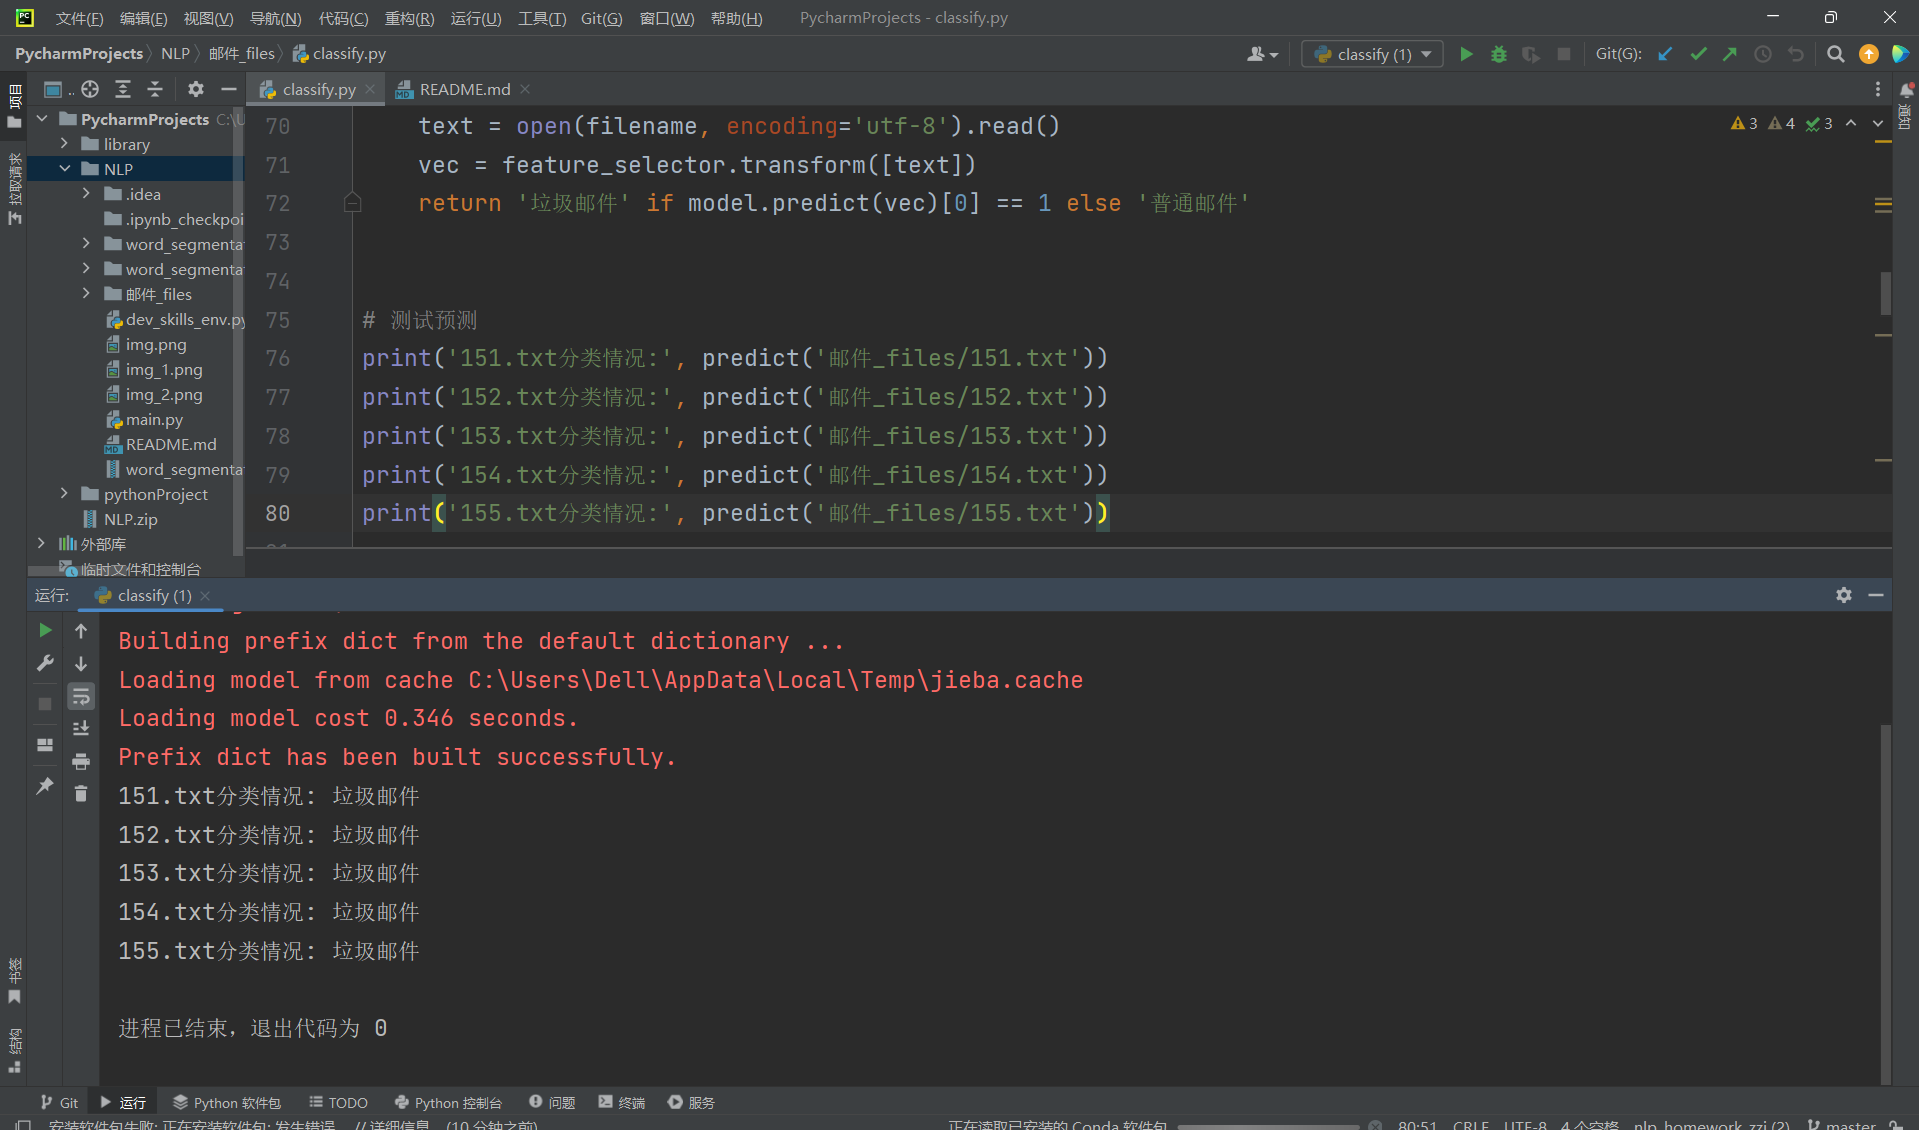 文件(F) 编辑(E) 视图(V) 导航(N) 代码(C) 重构(R) 运行(U) 工具(T) Git(G) 窗口(W) 帮助(H) PycharmProjects - classify.py
PycharmProjects NLP 邮件_files classify.py
classify (1) Git(G):
项目
拉取请求
书签
结构
通知
PycharmProjects C:\U
library
NLP
.idea
.ipynb_checkpoi
word_segmenta
word_segmenta
邮件_files
dev_skills_env.py
img.png
img_1.png
img_2.png
main.py
README.md
word_segmenta
pythonProject
NLP.zip
外部库
临时文件和控制台
classify.py README.md
3 4 3
70 text = open(filename, encoding='utf-8').read()
71 vec = feature_selector.transform([text])
72 return '垃圾邮件' if model.predict(vec)[0] == 1 else '普通邮件'
73
74
75 # 测试预测
76 print('151.txt分类情况:', predict('邮件_files/151.txt'))
77 print('152.txt分类情况:', predict('邮件_files/152.txt'))
78 print('153.txt分类情况:', predict('邮件_files/153.txt'))
79 print('154.txt分类情况:', predict('邮件_files/154.txt'))
80 print('155.txt分类情况:', predict('邮件_files/155.txt'))
运行: classify (1)
Building prefix dict from the default dictionary ...
Loading model from cache C:\Users\Dell\AppData\Local\Temp\jieba.cache
Loading model cost 0.346 seconds.
Prefix dict has been built successfully.
151.txt分类情况: 垃圾邮件
152.txt分类情况: 垃圾邮件
153.txt分类情况: 垃圾邮件
154.txt分类情况: 垃圾邮件
155.txt分类情况: 垃圾邮件
进程已结束，退出代码为 0
Git 运行 Python 软件包 TODO Python 控制台 问题 终端 服务
安装软件包失败: 正在安装软件包: 发生错误 // 详细信息 (10 分钟之前) 正在读取已安装的 Conda 软件包 80:51 CRLF UTF-8 4 个空格 nlp_homework_zzj (2) master